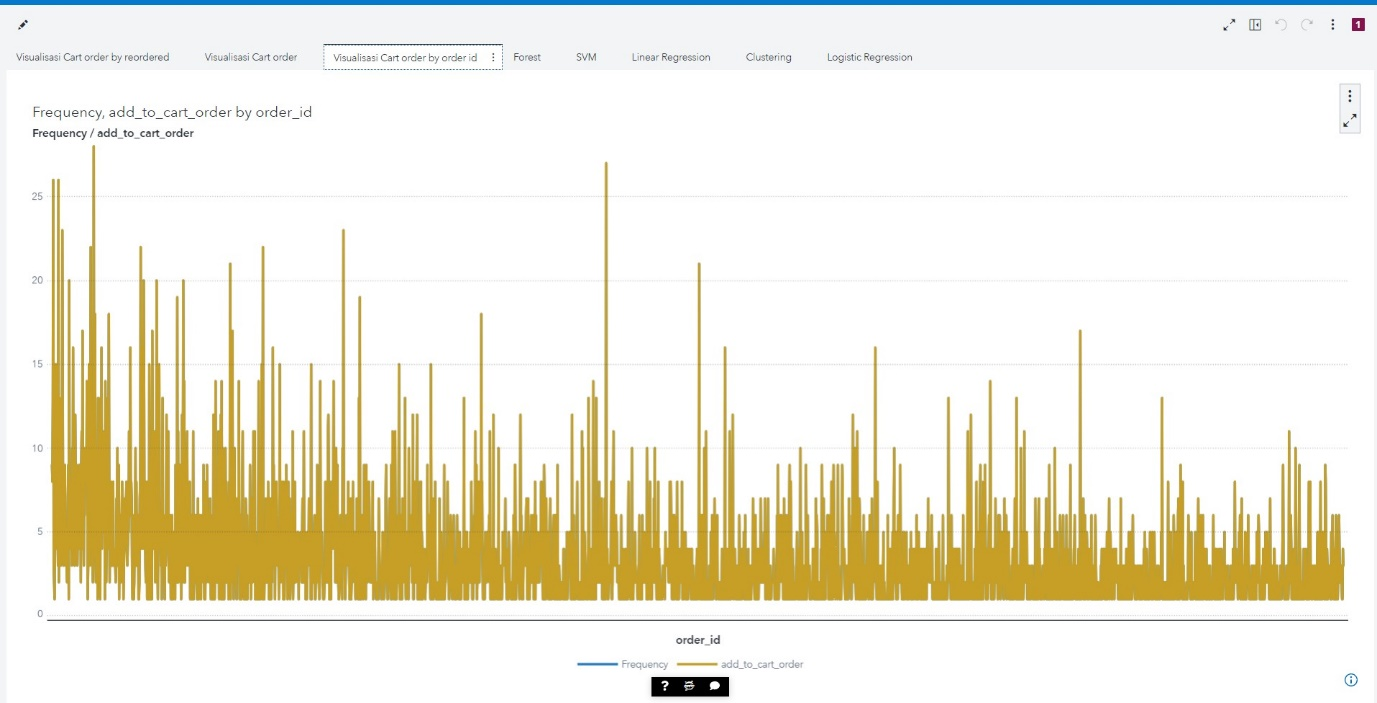 1
Visualisasi Cart order by reordered
Visualisasi Cart order
Visualisasi Cart order by order id
Forest
SVM
Linear Regression
Clustering
Logistic Regression
Frequency, add_to_cart_order by order_id
Frequency / add_to_cart_order
25
20
15
10
5
0
order_id
Frequency
add_to_cart_order
?